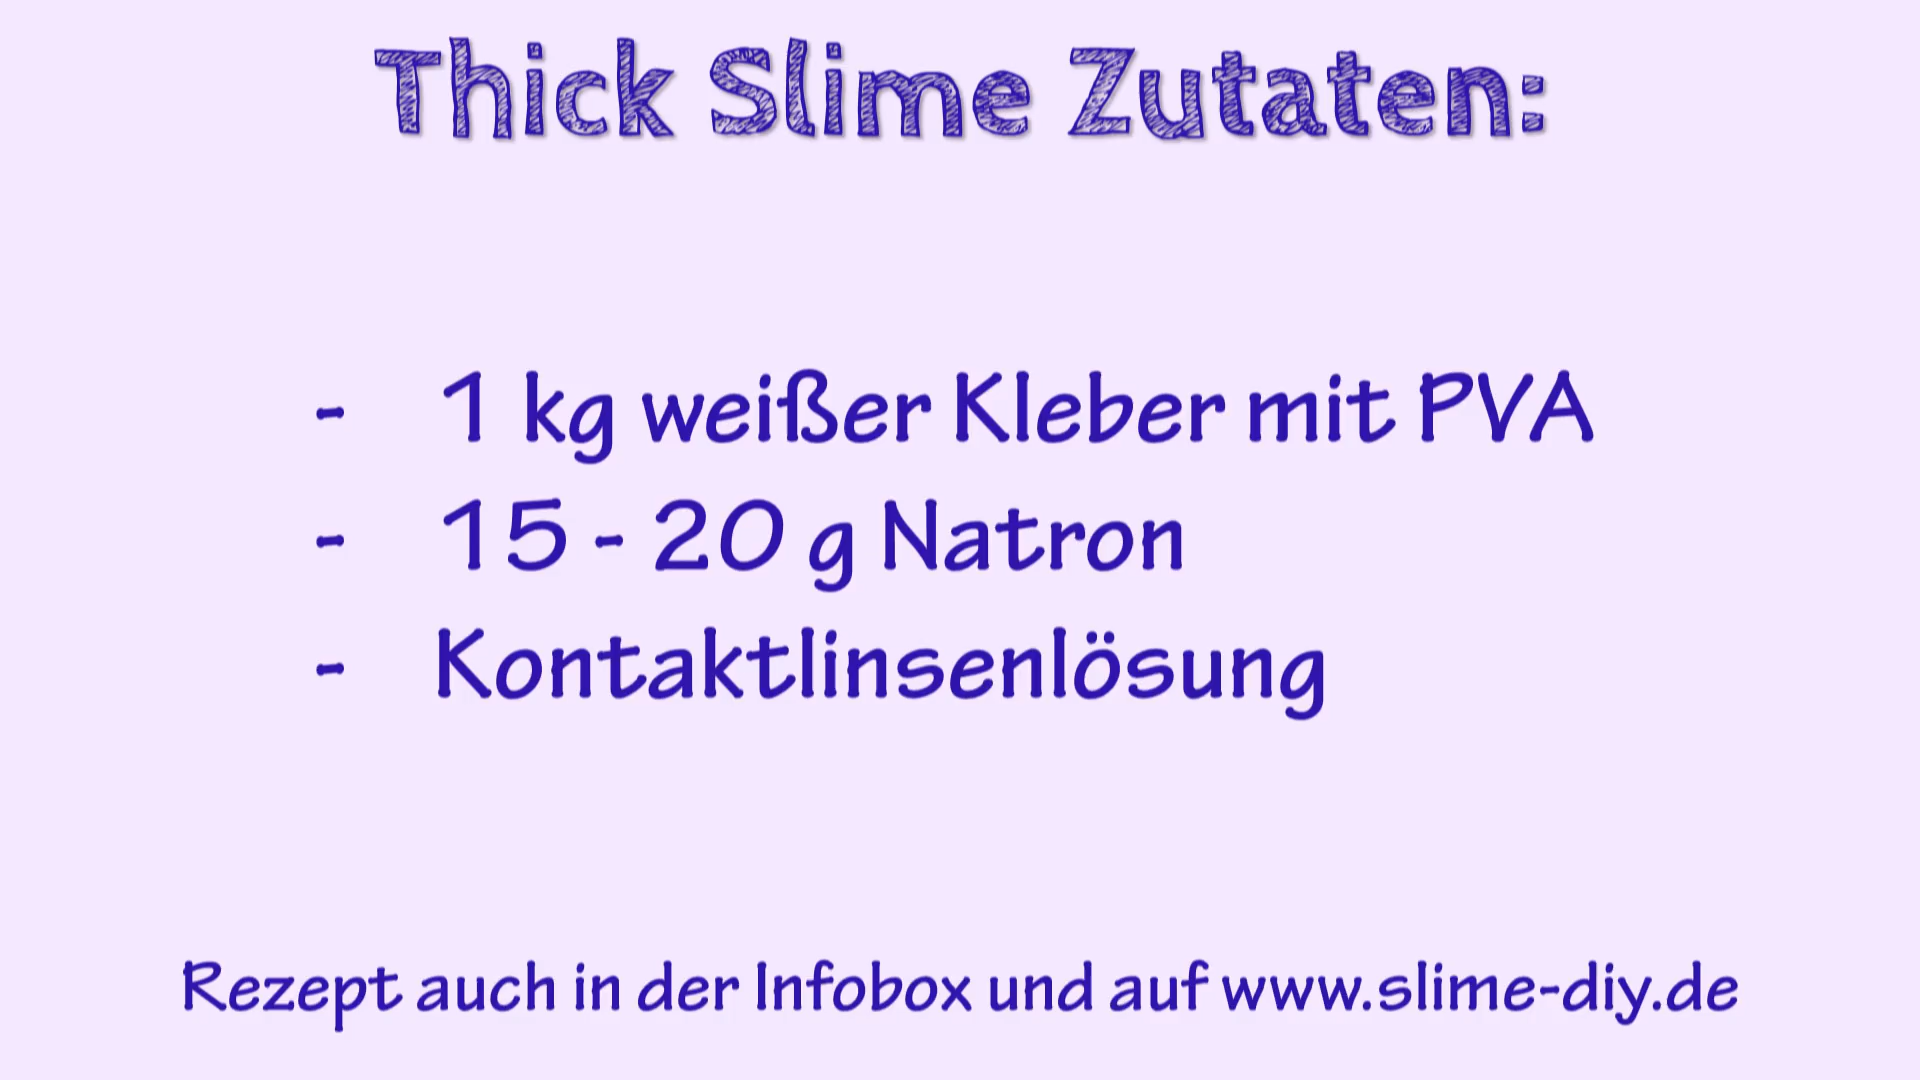 Thick Slime Zutaten:
- 1 kg weißer Kleber mit PVA
- 15 - 20 g Natron
- Kontaktlinsenlösung
Rezept auch in der Infobox und auf www.slime-diy.de